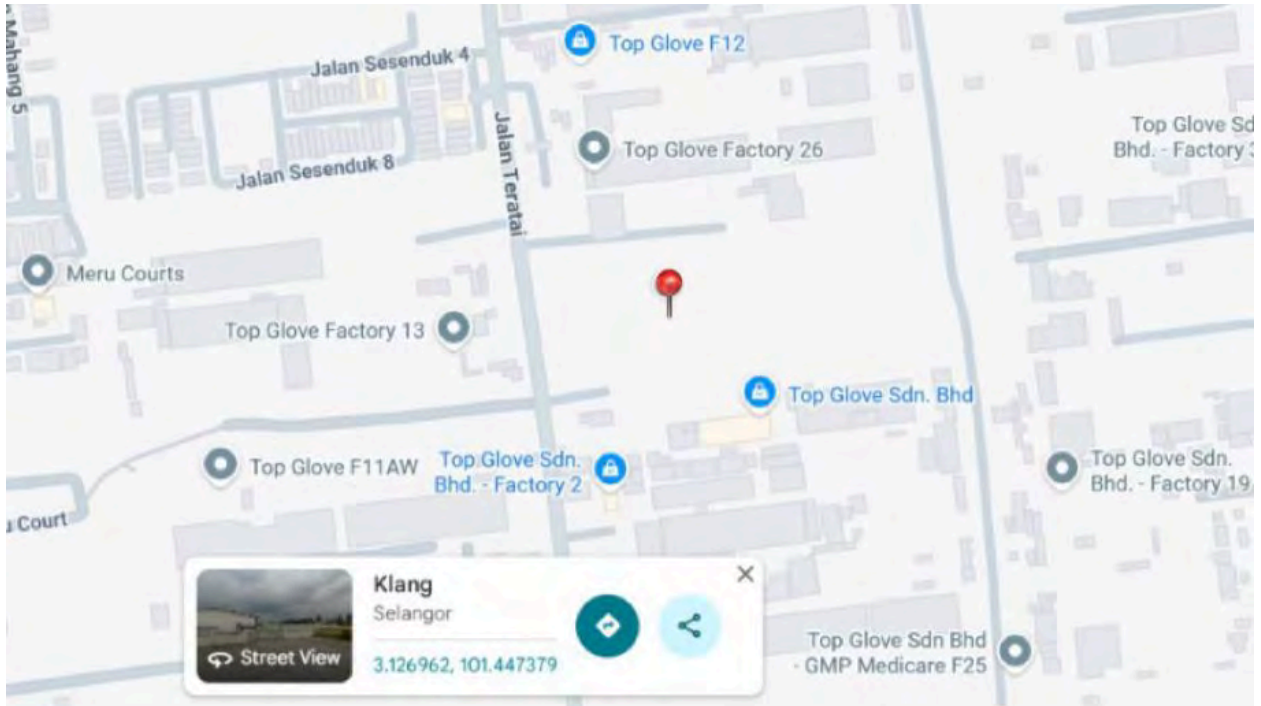 Mahang 5
Jalan Sesenduk 4
Top Glove F12
Jalan Teratai
Top Glove Factory 26
Top Glove Sd
Bhd. - Factory 3
Jalan Sesenduk 8
Meru Courts
Top Glove Factory 13
Top Glove Sdn. Bhd
Top Glove F11AW
Top Glove Sdn.
Bhd. - Factory 2
Top Glove Sdn.
Bhd. - Factory 19
Court
Klang
Selangor
Street View
3.126962, 101.447379
Top Glove Sdn Bhd
- GMP Medicare F25